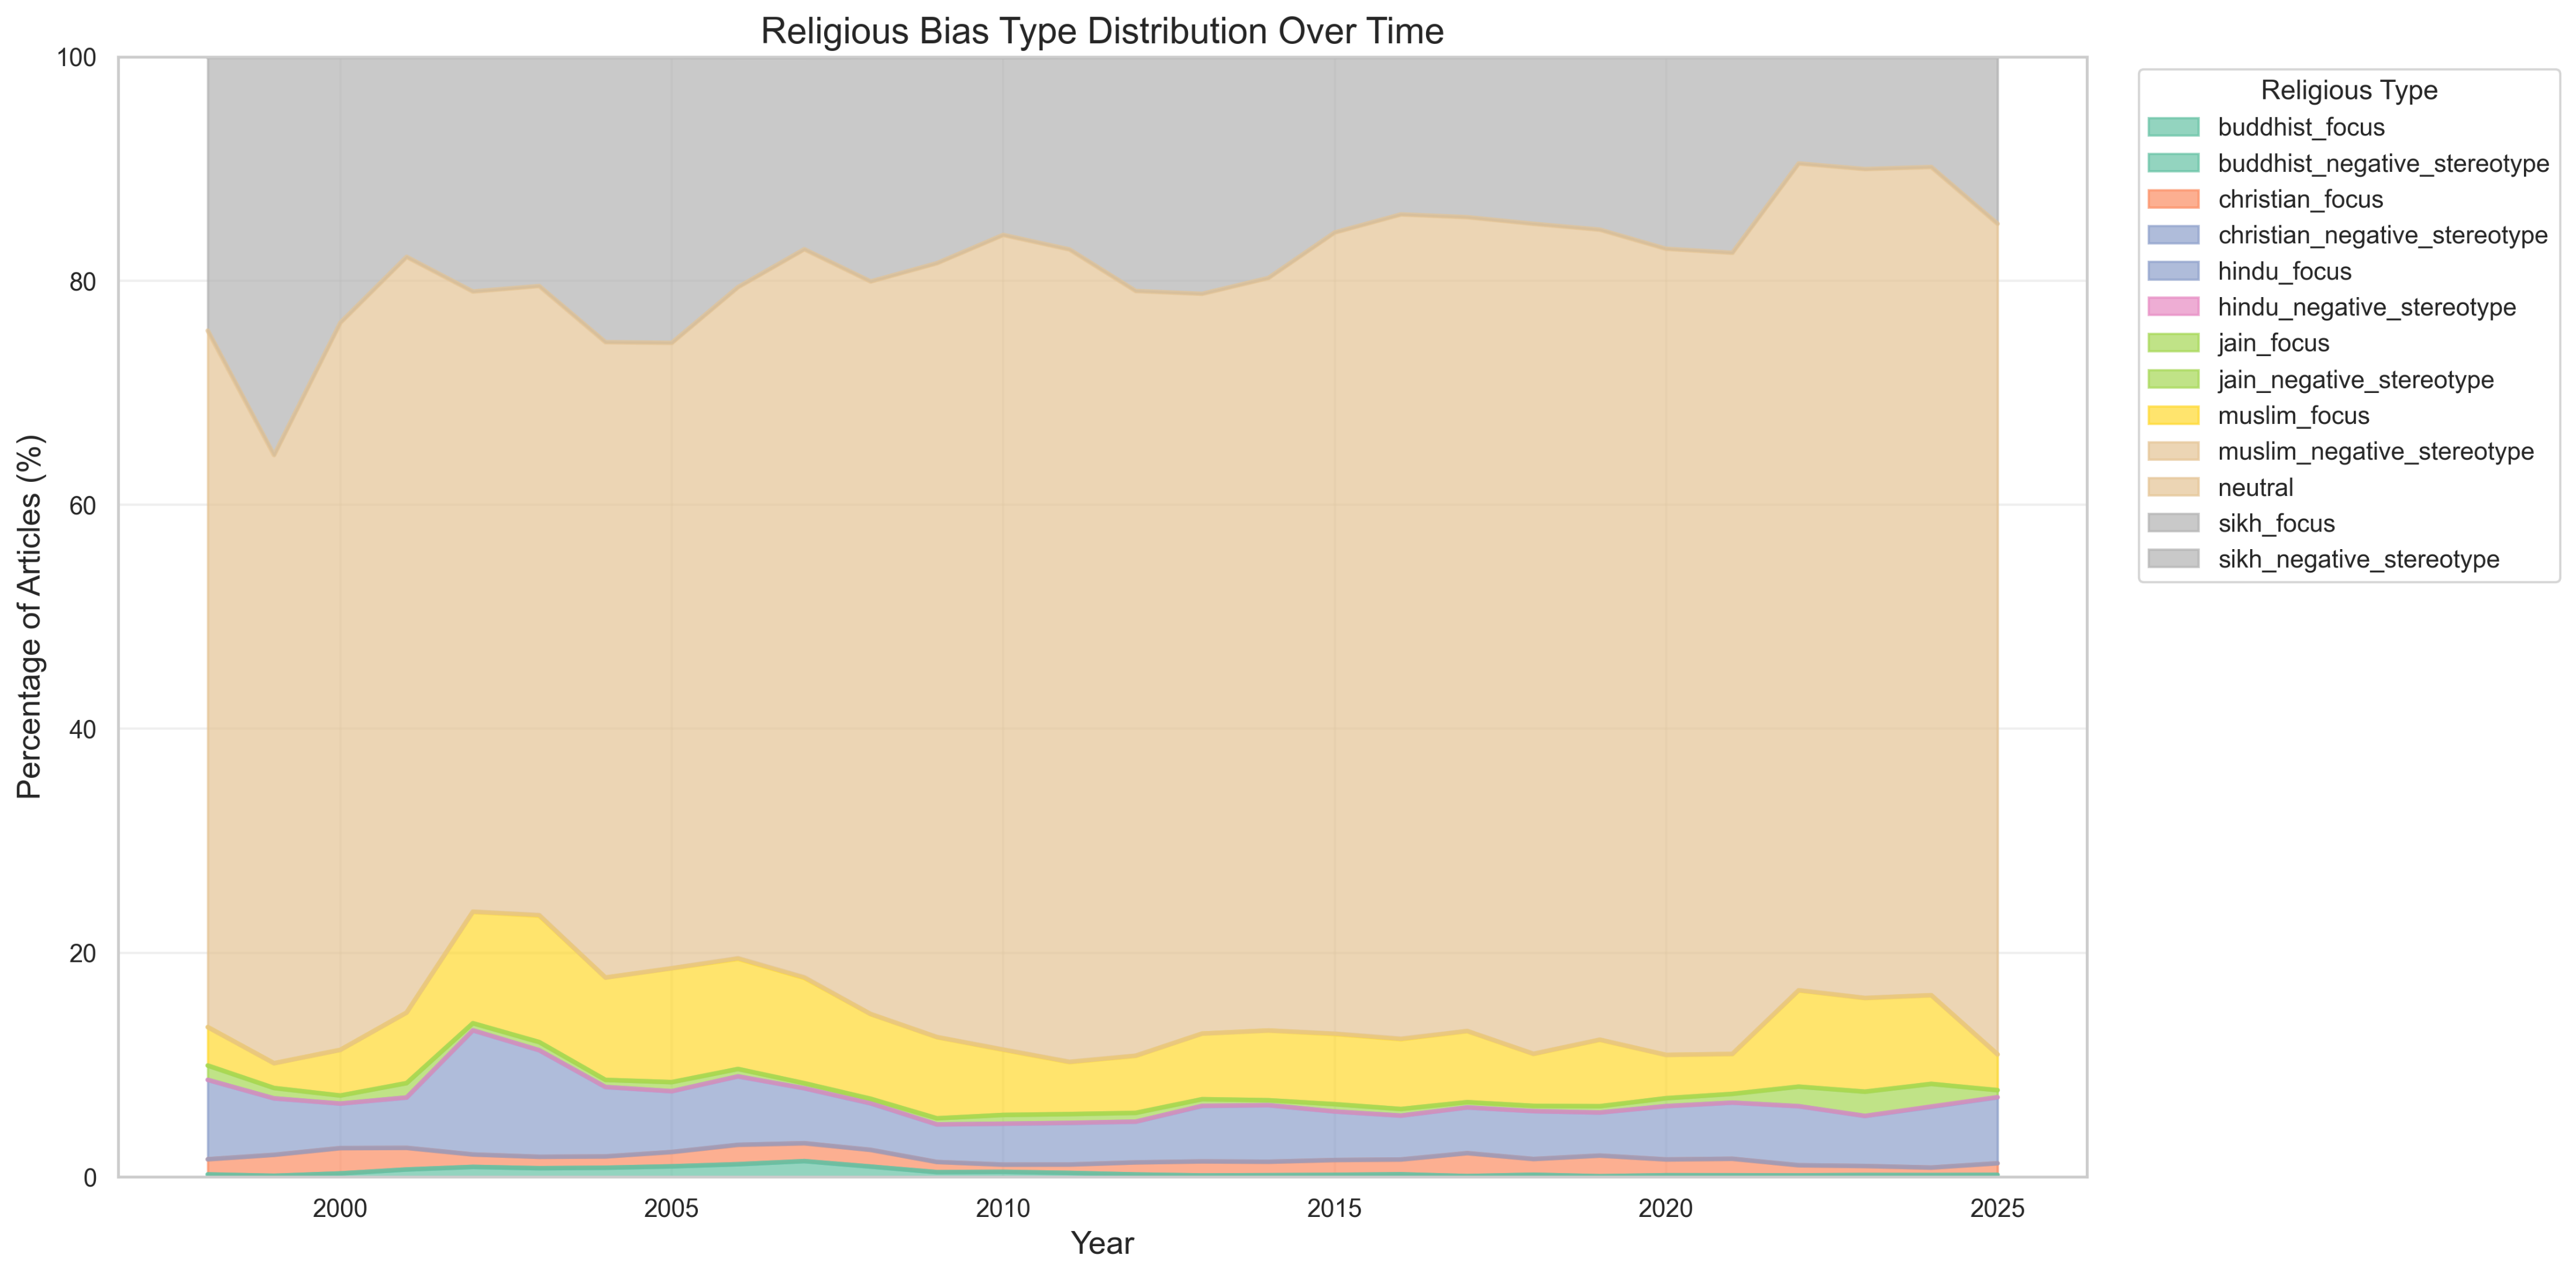 Religious Bias Type Distribution Over Time
Percentage of Articles (%)
100
80
60
40
20
0
2000
2005
2010
2015
2020
2025
Year
Religious Type
buddhist_focus
buddhist_negative_stereotype
christian_focus
christian_negative_stereotype
hindu_focus
hindu_negative_stereotype
jain_focus
jain_negative_stereotype
muslim_focus
muslim_negative_stereotype
neutral
sikh_focus
sikh_negative_stereotype